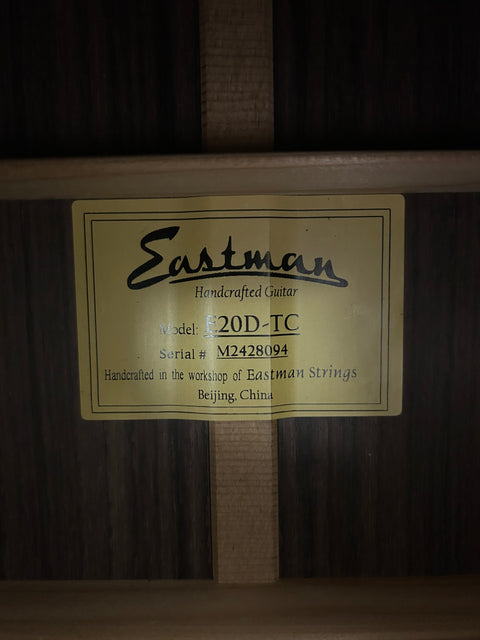 Eastman
Handcrafted Guitar
Model: E20D-TC
Serial # M2428094
Handcrafted in the workshop of Eastman Strings
Beijing, China